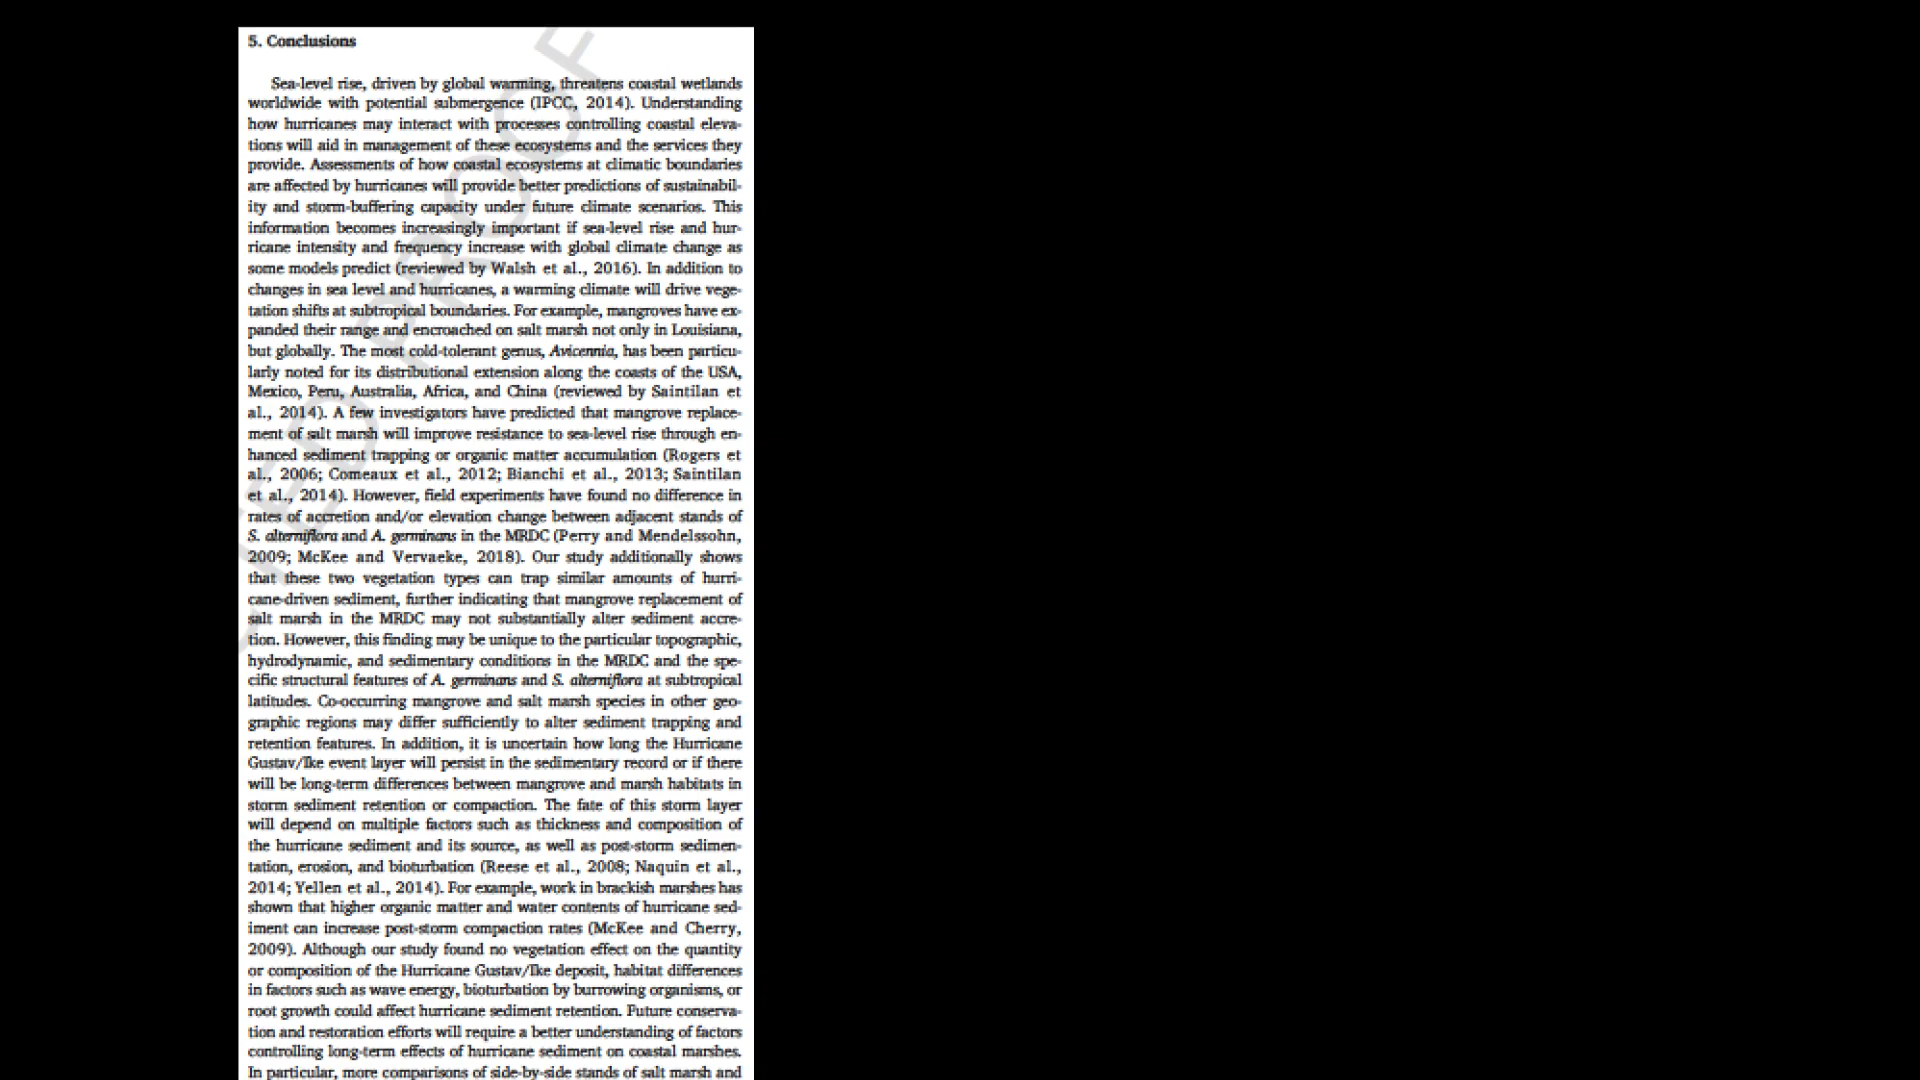 5. Conclusions
Sea-level rise, driven by global warming, threatens coastal wetlands
worldwide with potential submergence (IPCC, 2014). Understanding
how hurricanes may interact with processes controlling coastal eleva-
tions will aid in management of these ecosystems and the services they
provide. Assessments of how coastal ecosystems at climatic boundaries
are affected by hurricanes will provide better predictions of sustainabil-
ity and storm-buffering capacity under future climate scenarios. This
information becomes increasingly important if sea-level rise and hur-
ricane intensity and frequency increase with global climate change as
some models predict (reviewed by Walsh et al., 2016). In addition to
changes in sea level and hurricanes, a warming climate will drive vege-
tation shifts at subtropical boundaries. For example, mangroves have ex-
panded their range and encroached on salt marsh not only in Louisiana,
but globally. The most cold-tolerant genus, Avicennia, has been particu-
larly noted for its distributional extension along the coasts of the USA,
Mexico, Peru, Australia, Africa, and China (reviewed by Saintilan et
al., 2014). A few investigators have predicted that mangrove replace-
ment of salt marsh will improve resistance to sea-level rise through en-
hanced sediment trapping or organic matter accumulation (Rogers et
al., 2006; Comeaux et al., 2012; Bianchi et al., 2013; Saintilan
et al., 2014). However, field experiments have found no difference in
rates of accretion and/or elevation change between adjacent stands of
S. alterniflora and A. germinans in the MRDC (Perry and Mendelssohn,
2009; McKee and Vervaeke, 2018). Our study additionally shows
that these two vegetation types can trap similar amounts of hurri-
cane-driven sediment, further indicating that mangrove replacement of
salt marsh in the MRDC may not substantially alter sediment accre-
tion. However, this finding may be unique to the particular topographic,
hydrodynamic, and sedimentary conditions in the MRDC and the spe-
cific structural features of A. germinans and S. alterniflora at subtropical
latitudes. Co-occurring mangrove and salt marsh species in other geo-
graphic regions may differ sufficiently to alter sediment trapping and
retention features. In addition, it is uncertain how long the Hurricane
Gustav/Ike event layer will persist in the sedimentary record or if there
will be long-term differences between mangrove and marsh habitats in
storm sediment retention or compaction. The fate of this storm layer
will depend on multiple factors such as thickness and composition of
the hurricane sediment and its source, as well as post-storm sedimen-
tation, erosion, and bioturbation (Reese et al., 2008; Naquin et al.,
2014; Yellen et al., 2014). For example, work in brackish marshes has
shown that higher organic matter and water contents of hurricane sed-
iment can increase post-storm compaction rates (McKee and Cherry,
2009). Although our study found no vegetation effect on the quantity
or composition of the Hurricane Gustav/Ike deposit, habitat differences
in factors such as wave energy, bioturbation by burrowing organisms, or
root growth could affect hurricane sediment retention. Future conserva-
tion and restoration efforts will require a better understanding of factors
controlling long-term effects of hurricane sediment on coastal marshes.
In particular, more comparisons of side-by-side stands of salt marsh and